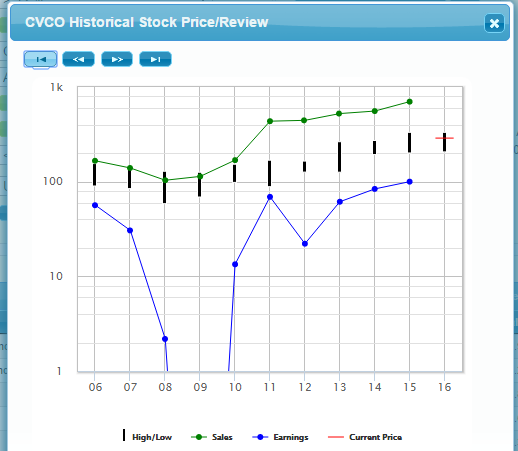 CVCO Historical Stock Price/Review
1k
100
10
1
06 07 08 09 10 11 12 13 14 15 16
High/Low Sales Earnings Current Price